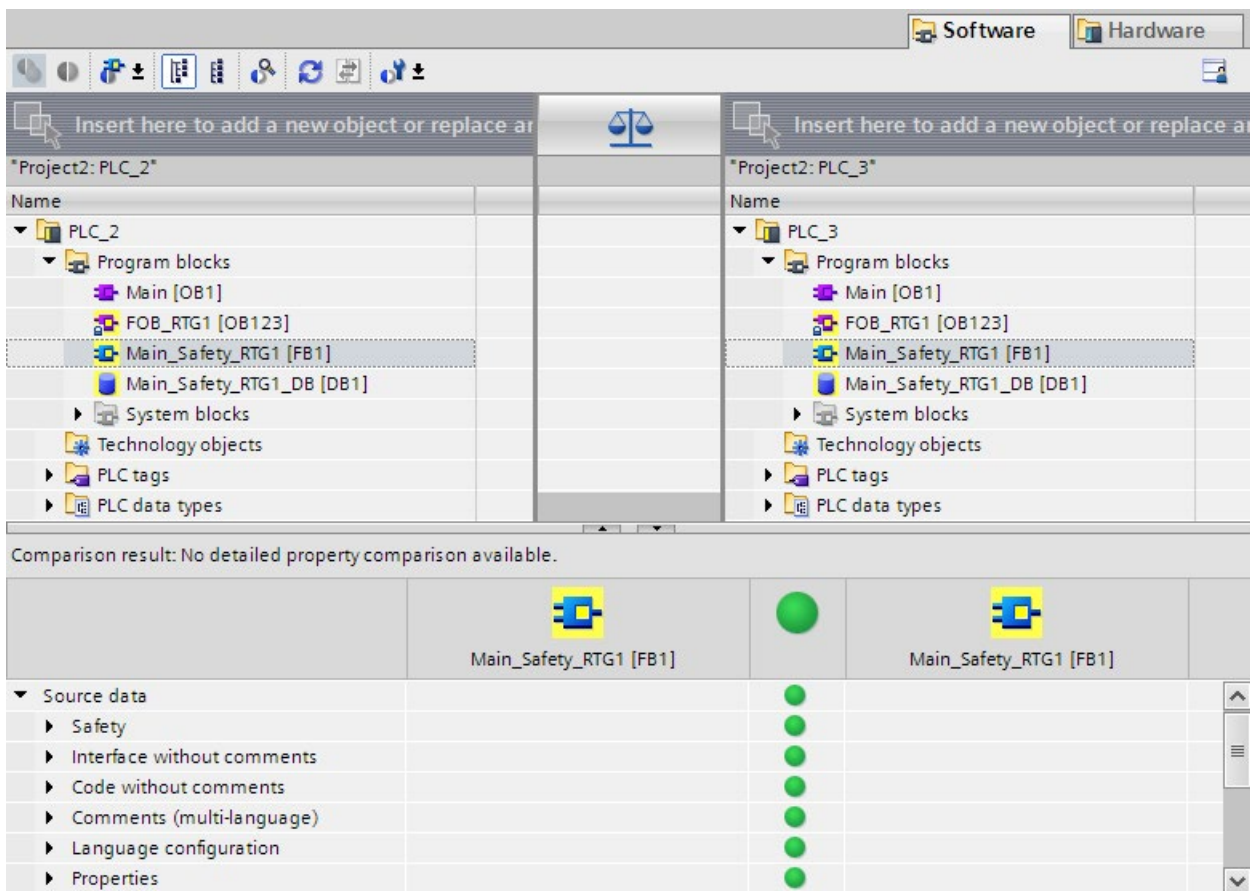 Software Hardware
Insert here to add a new object or replace an Insert here to add a new object or replace a
"Project2: PLC_2" "Project2: PLC_3"
Name Name
PLC_2 PLC_3
Program blocks Program blocks
Main [OB1] Main [OB1]
FOB_RTG1 [OB123] FOB_RTG1 [OB123]
Main_Safety_RTG1 [FB1] Main_Safety_RTG1 [FB1]
Main_Safety_RTG1_DB [DB1] Main_Safety_RTG1_DB [DB1]
System blocks System blocks
Technology objects Technology objects
PLC tags PLC tags
PLC data types PLC data types
Comparison result: No detailed property comparison available.
Main_Safety_RTG1 [FB1] Main_Safety_RTG1 [FB1]
Source data
Safety
Interface without comments
Code without comments
Comments (multi-language)
Language configuration
Properties